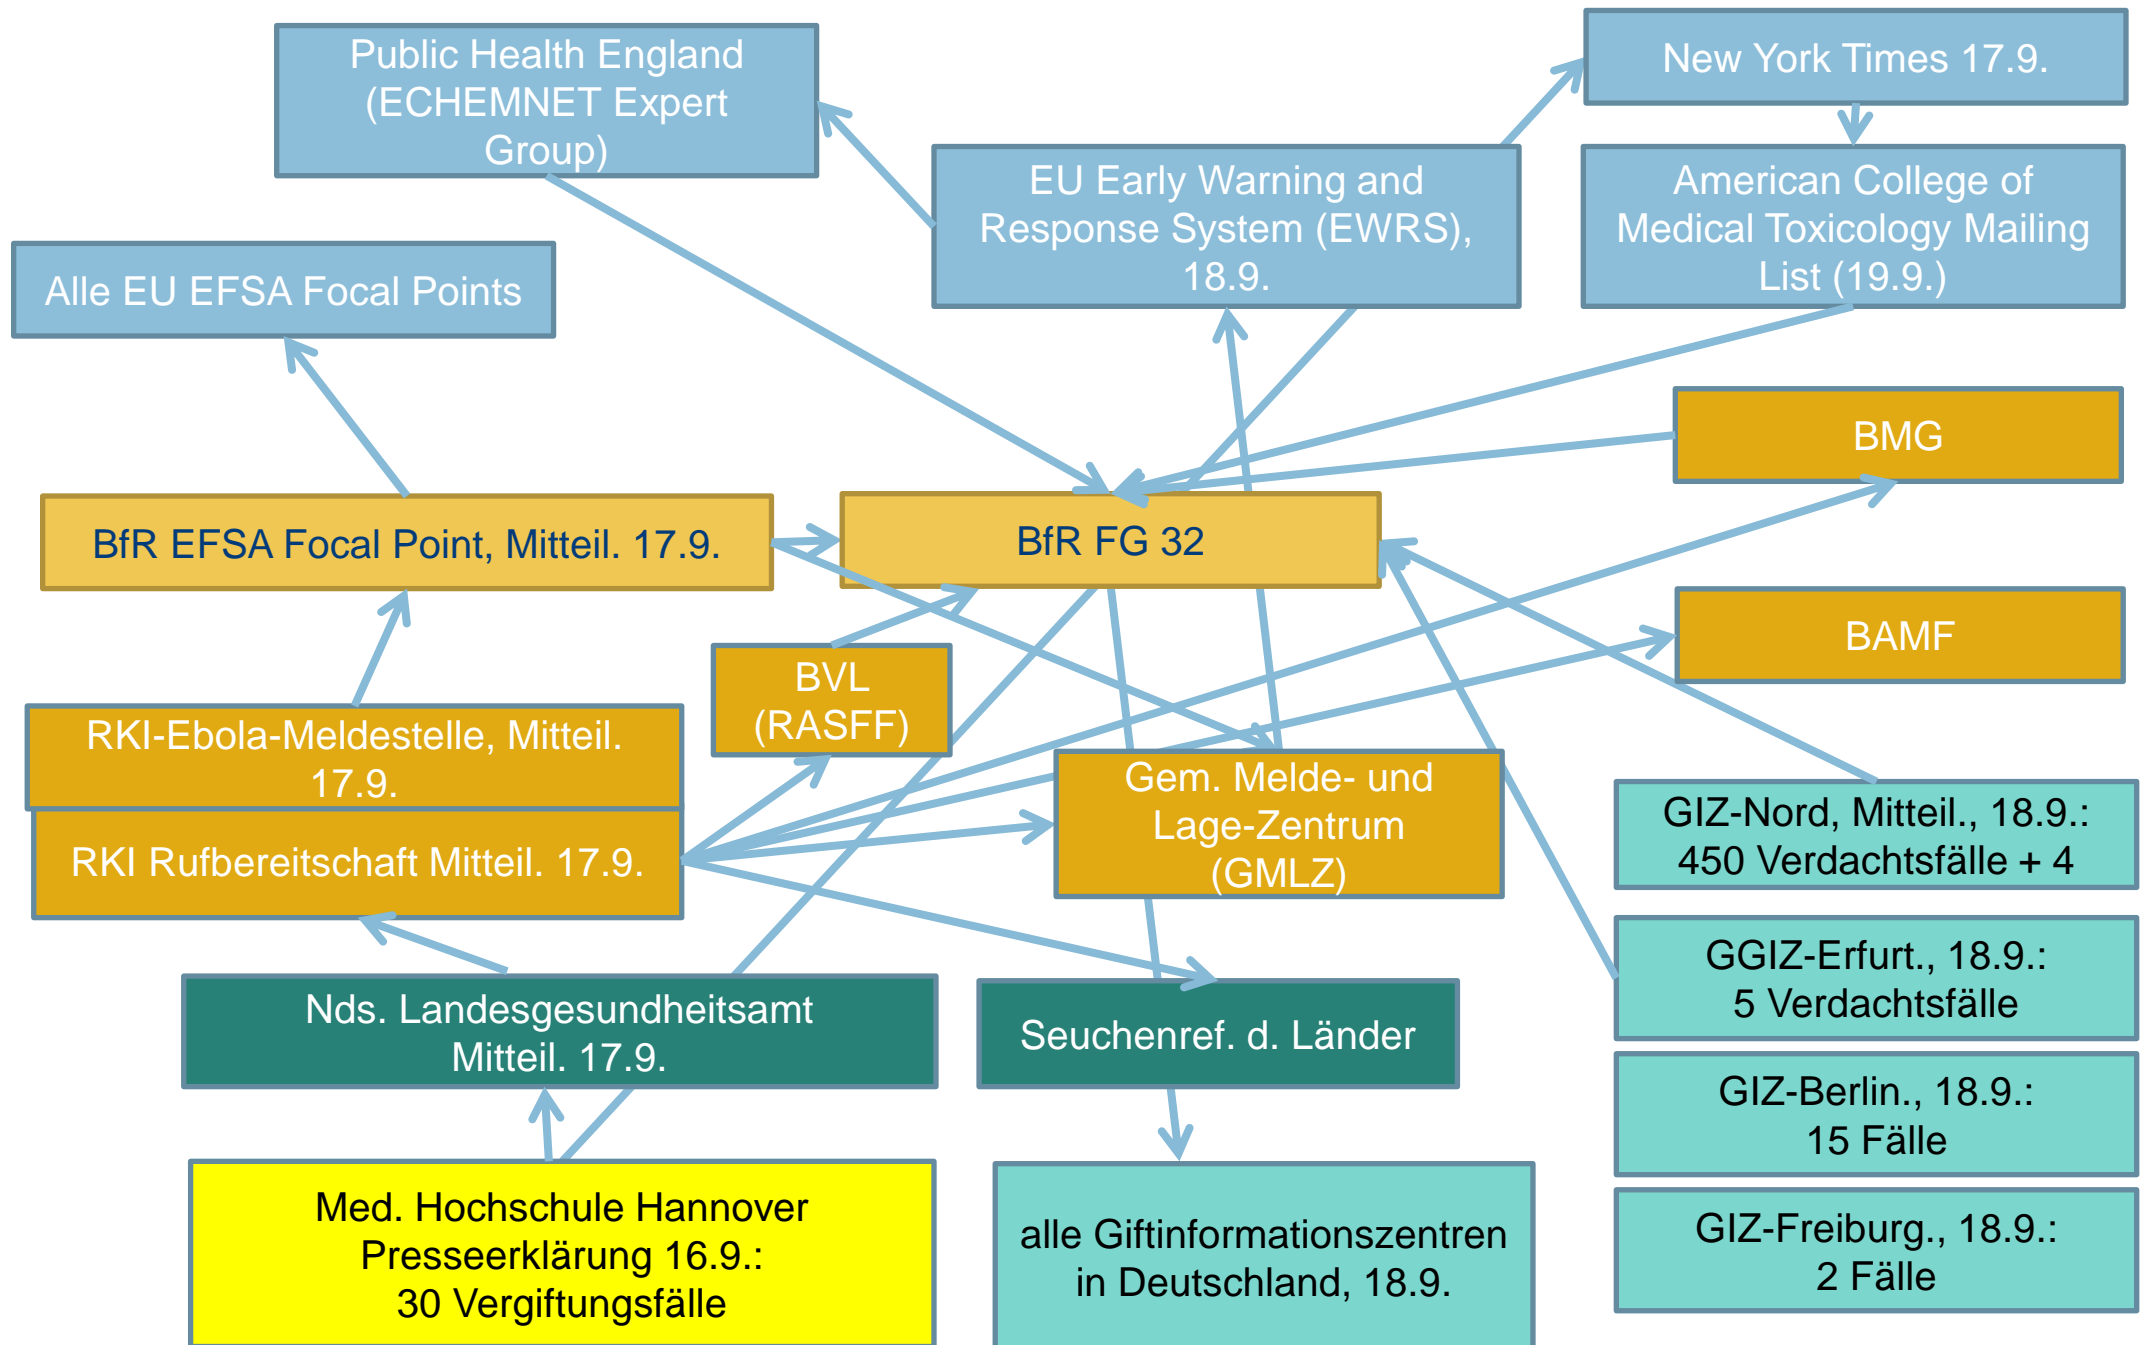 Public Health England
(ECHEMNET Expert
Group)
New York Times 17.9.
EU Early Warning and
Response System (EWRS),
18.9.
American College of
Medical Toxicology Mailing
List (19.9.)
Alle EU EFSA Focal Points
BMG
BfR EFSA Focal Point, Mitteil. 17.9.
BfR FG 32
BAMF
BVL
(RASFF)
RKI-Ebola-Meldestelle, Mitteil.
17.9.
RKI Rufbereitschaft Mitteil. 17.9.
Gem. Melde- und
Lage-Zentrum
(GMLZ)
GIZ-Nord, Mitteil., 18.9.:
450 Verdachtsfälle + 4
GGIZ-Erfurt., 18.9.:
5 Verdachtsfälle
Nds. Landesgesundheitsamt
Mitteil. 17.9.
Seuchenref. d. Länder
GIZ-Berlin., 18.9.:
15 Fälle
Med. Hochschule Hannover
Presseerklärung 16.9.:
30 Vergiftungsfälle
alle Giftinformationszentren
in Deutschland, 18.9.
GIZ-Freiburg., 18.9.:
2 Fälle